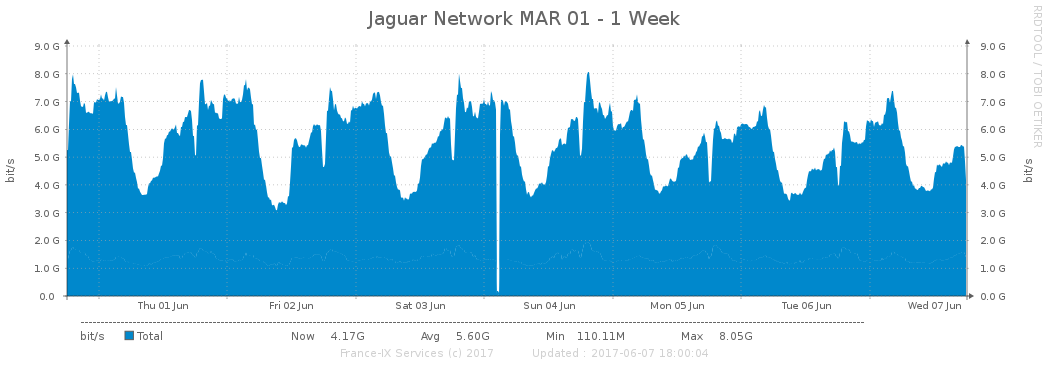 Jaguar Network MAR 01 - 1 Week
RRDTOOL / TOBI OETIKER
bit/s
9.0 G 9.0 G
8.0 G 8.0 G
7.0 G 7.0 G
6.0 G 6.0 G
5.0 G 5.0 G
4.0 G 4.0 G
3.0 G 3.0 G
2.0 G 2.0 G
1.0 G 1.0 G
0.0 0.0 G
bit/s
Thu 01 Jun Fri 02 Jun Sat 03 Jun Sun 04 Jun Mon 05 Jun Tue 06 Jun Wed 07 Jun
bit/s Total Now 4.17G Avg 5.60G Min 110.11M Max 8.05G
France-IX Services (c) 2017 Updated : 2017-06-07 18:00:04